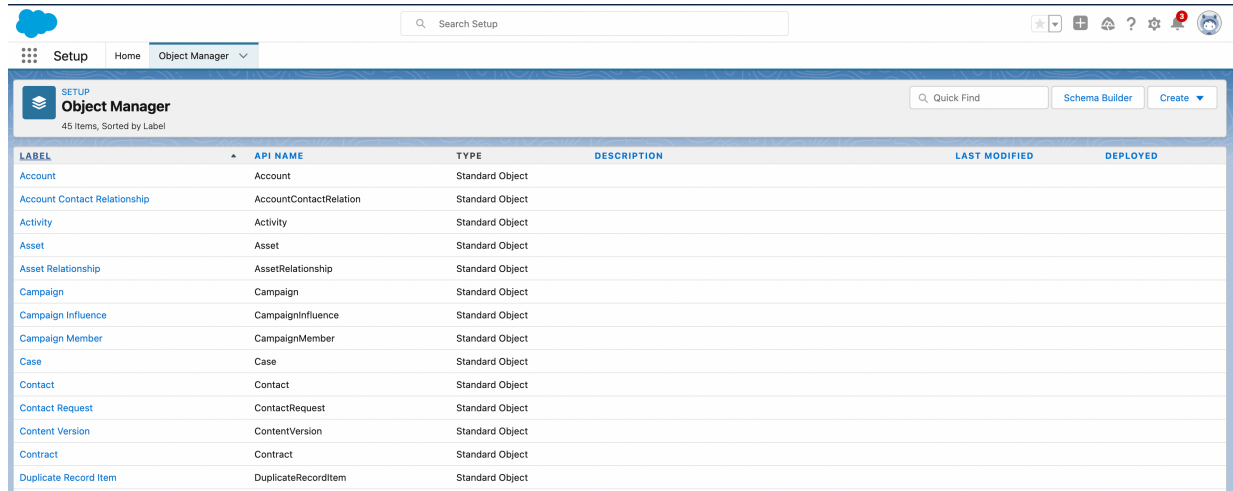 Search Setup
3
Setup Home Object Manager
SETUP
Object Manager
45 Items, Sorted by Label
Quick Find Schema Builder Create
LABEL API NAME TYPE DESCRIPTION LAST MODIFIED DEPLOYED
Account Account Standard Object
Account Contact Relationship AccountContactRelation Standard Object
Activity Activity Standard Object
Asset Asset Standard Object
Asset Relationship AssetRelationship Standard Object
Campaign Campaign Standard Object
Campaign Influence CampaignInfluence Standard Object
Campaign Member CampaignMember Standard Object
Case Case Standard Object
Contact Contact Standard Object
Contact Request ContactRequest Standard Object
Content Version ContentVersion Standard Object
Contract Contract Standard Object
Duplicate Record Item DuplicateRecordItem Standard Object